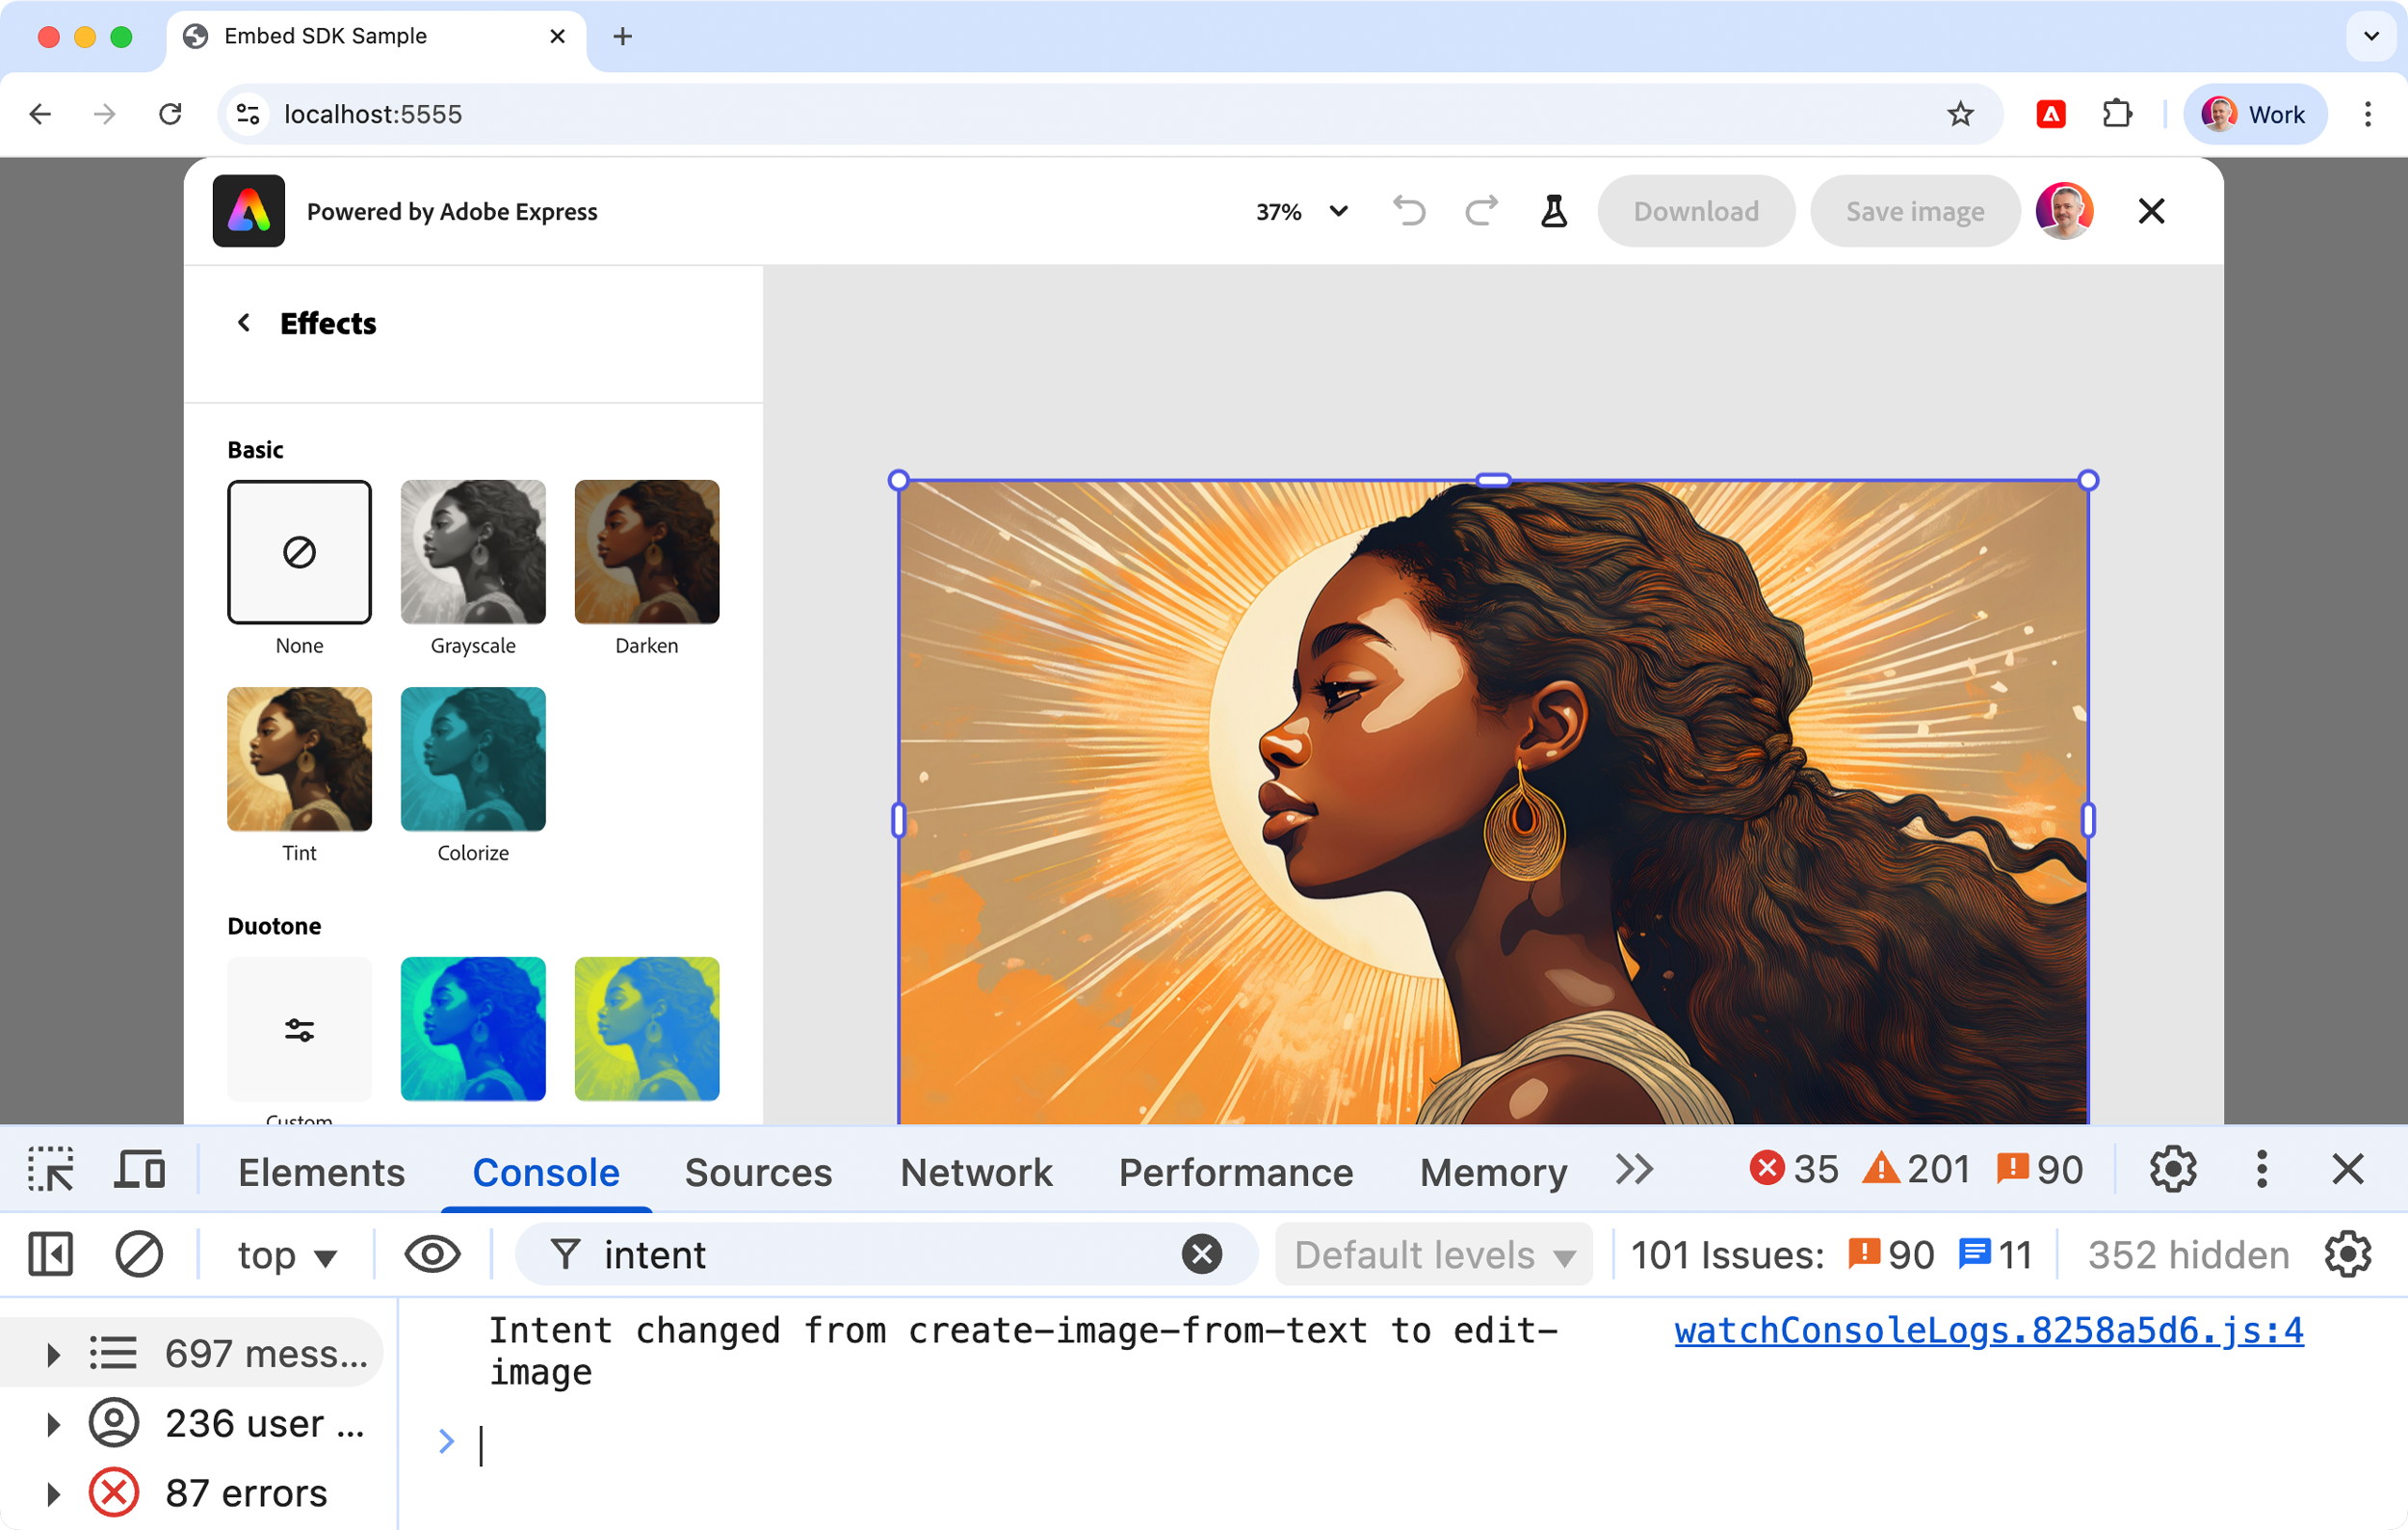 Embed SDK Sample
localhost:5555
Work
Powered by Adobe Express
37%
Download
Save image
Effects
Basic
None
Grayscale
Darken
Tint
Colorize
Duotone
Custom
Elements
Console
Sources
Network
Performance
Memory
35
201
90
top
intent
Default levels
101 Issues:
90
11
352 hidden
697 mess...
236 user ...
87 errors
Intent changed from create-image-from-text to edit-
image
watchConsoleLogs.8258a5d6.js:4